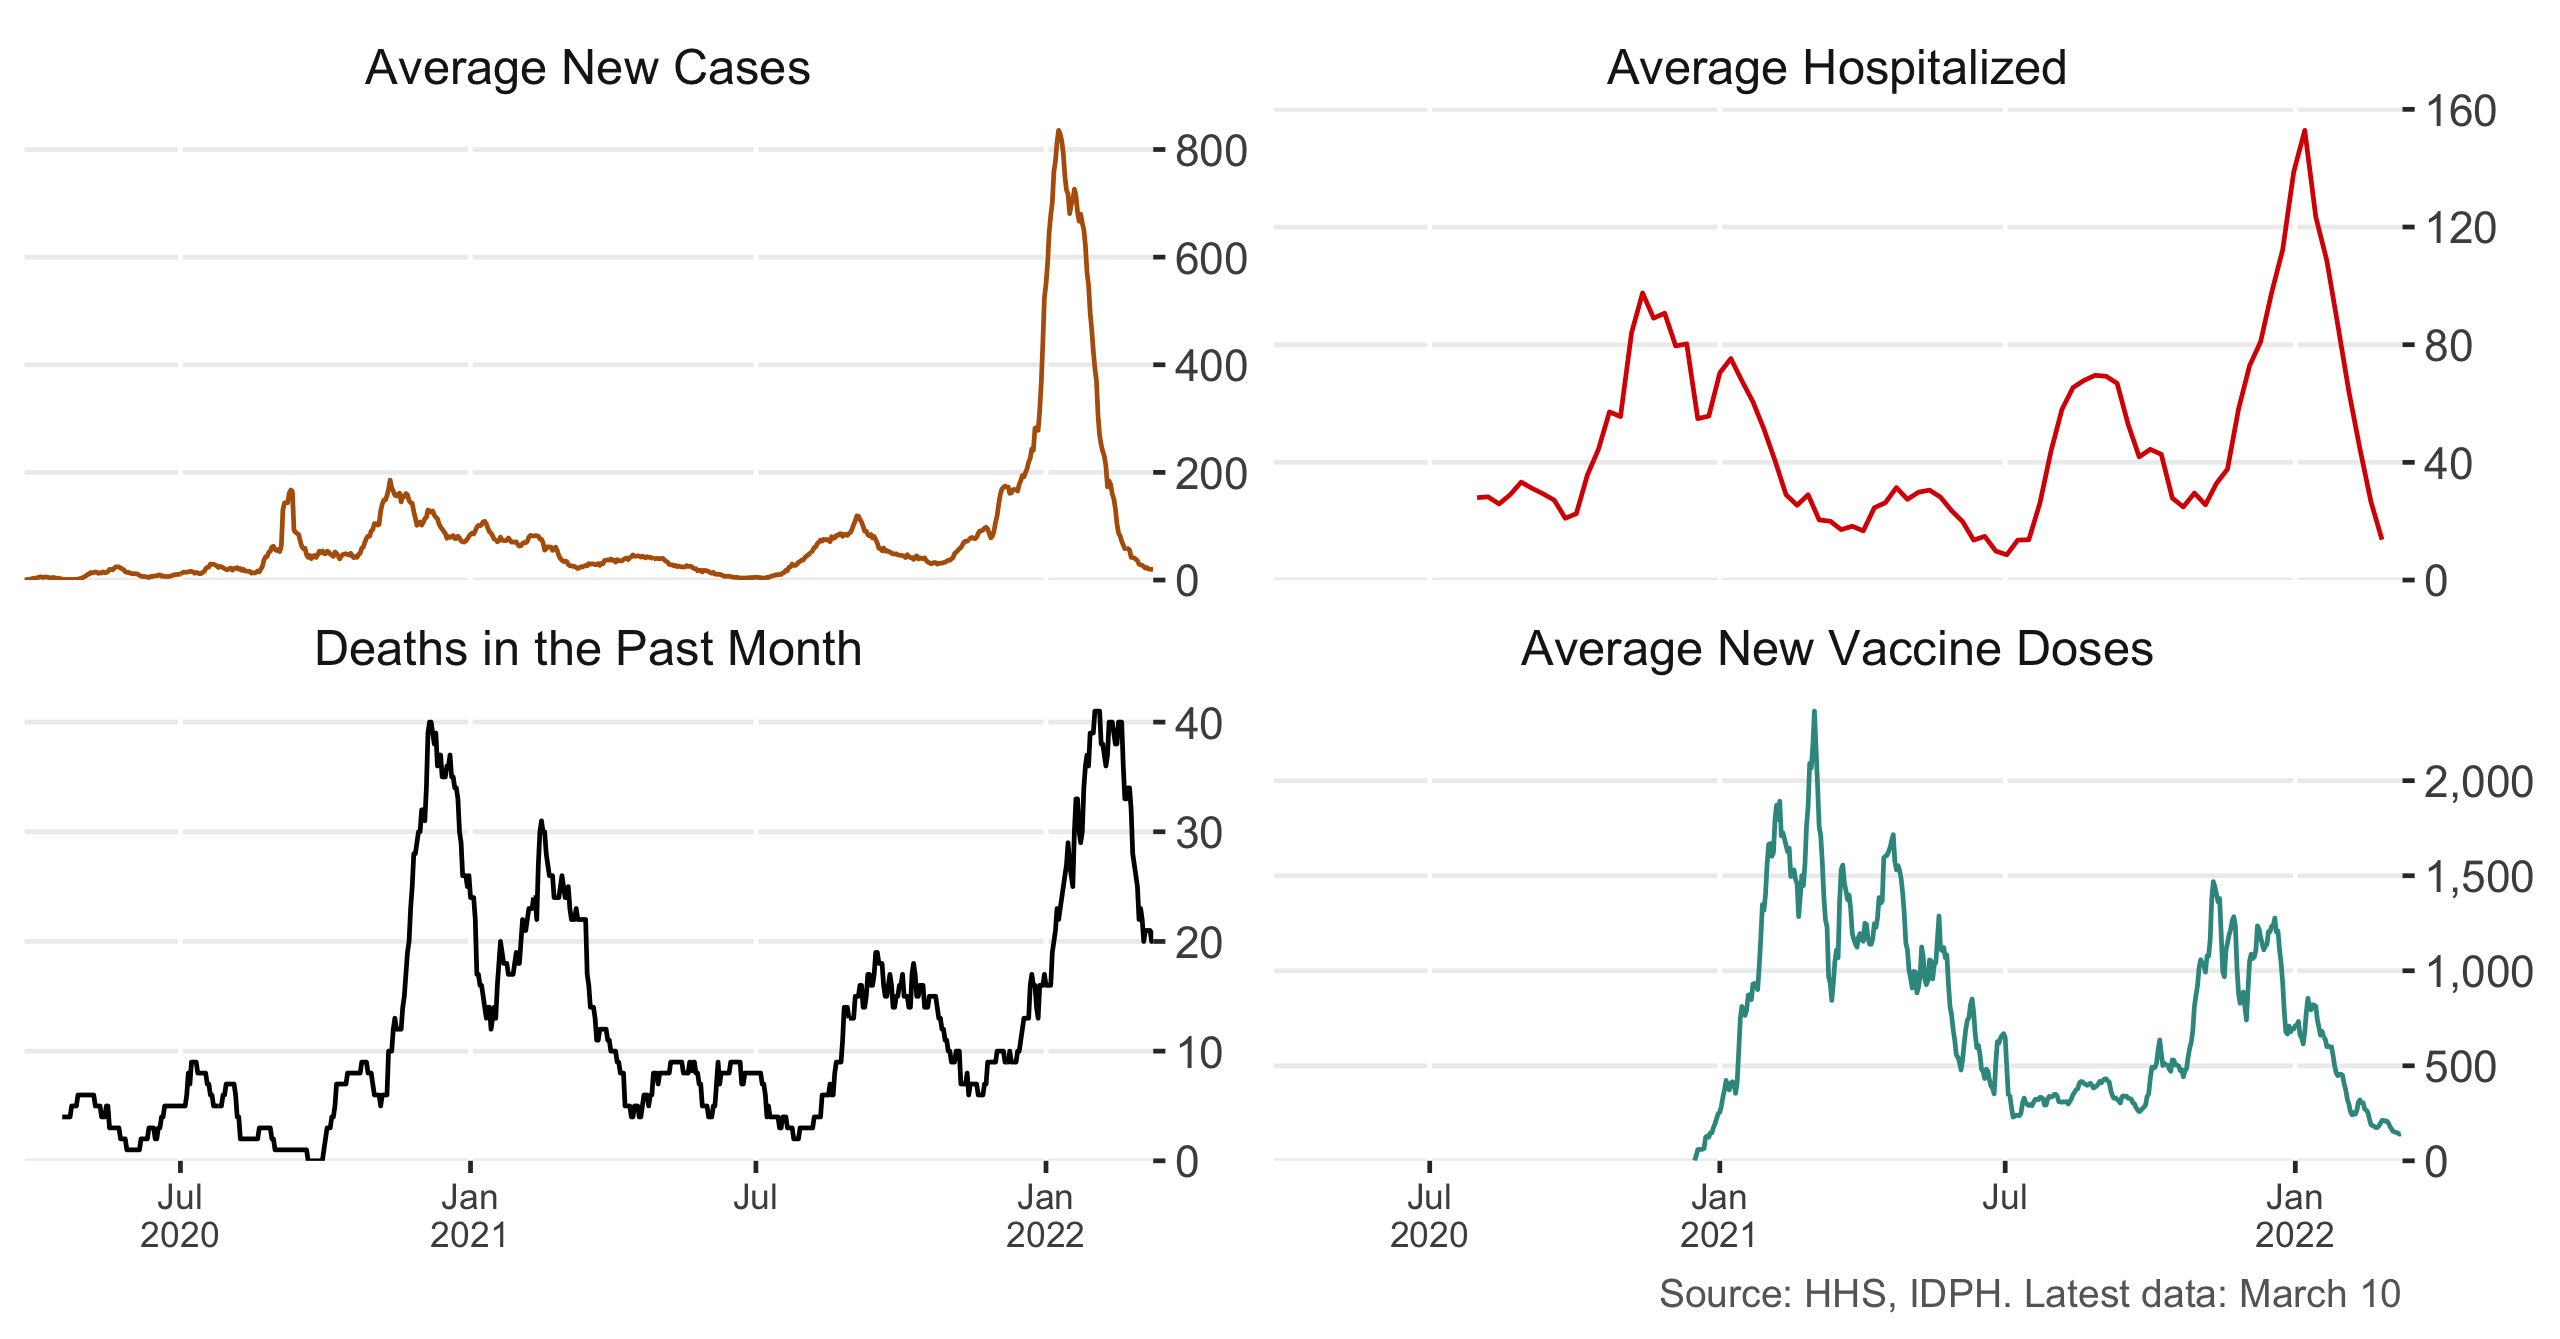 Average New Cases
800
600
400
200
0
Average Hospitalized
160
120
80
40
0
Deaths in the Past Month
40
30
20
10
0
Jul
2020
Jan
2021
Jul
Jan
2022
Average New Vaccine Doses
2,000
1,500
1,000
500
0
Jul
2020
Jan
2021
Jul
Jan
2022
Source: HHS, IDPH. Latest data: March 10